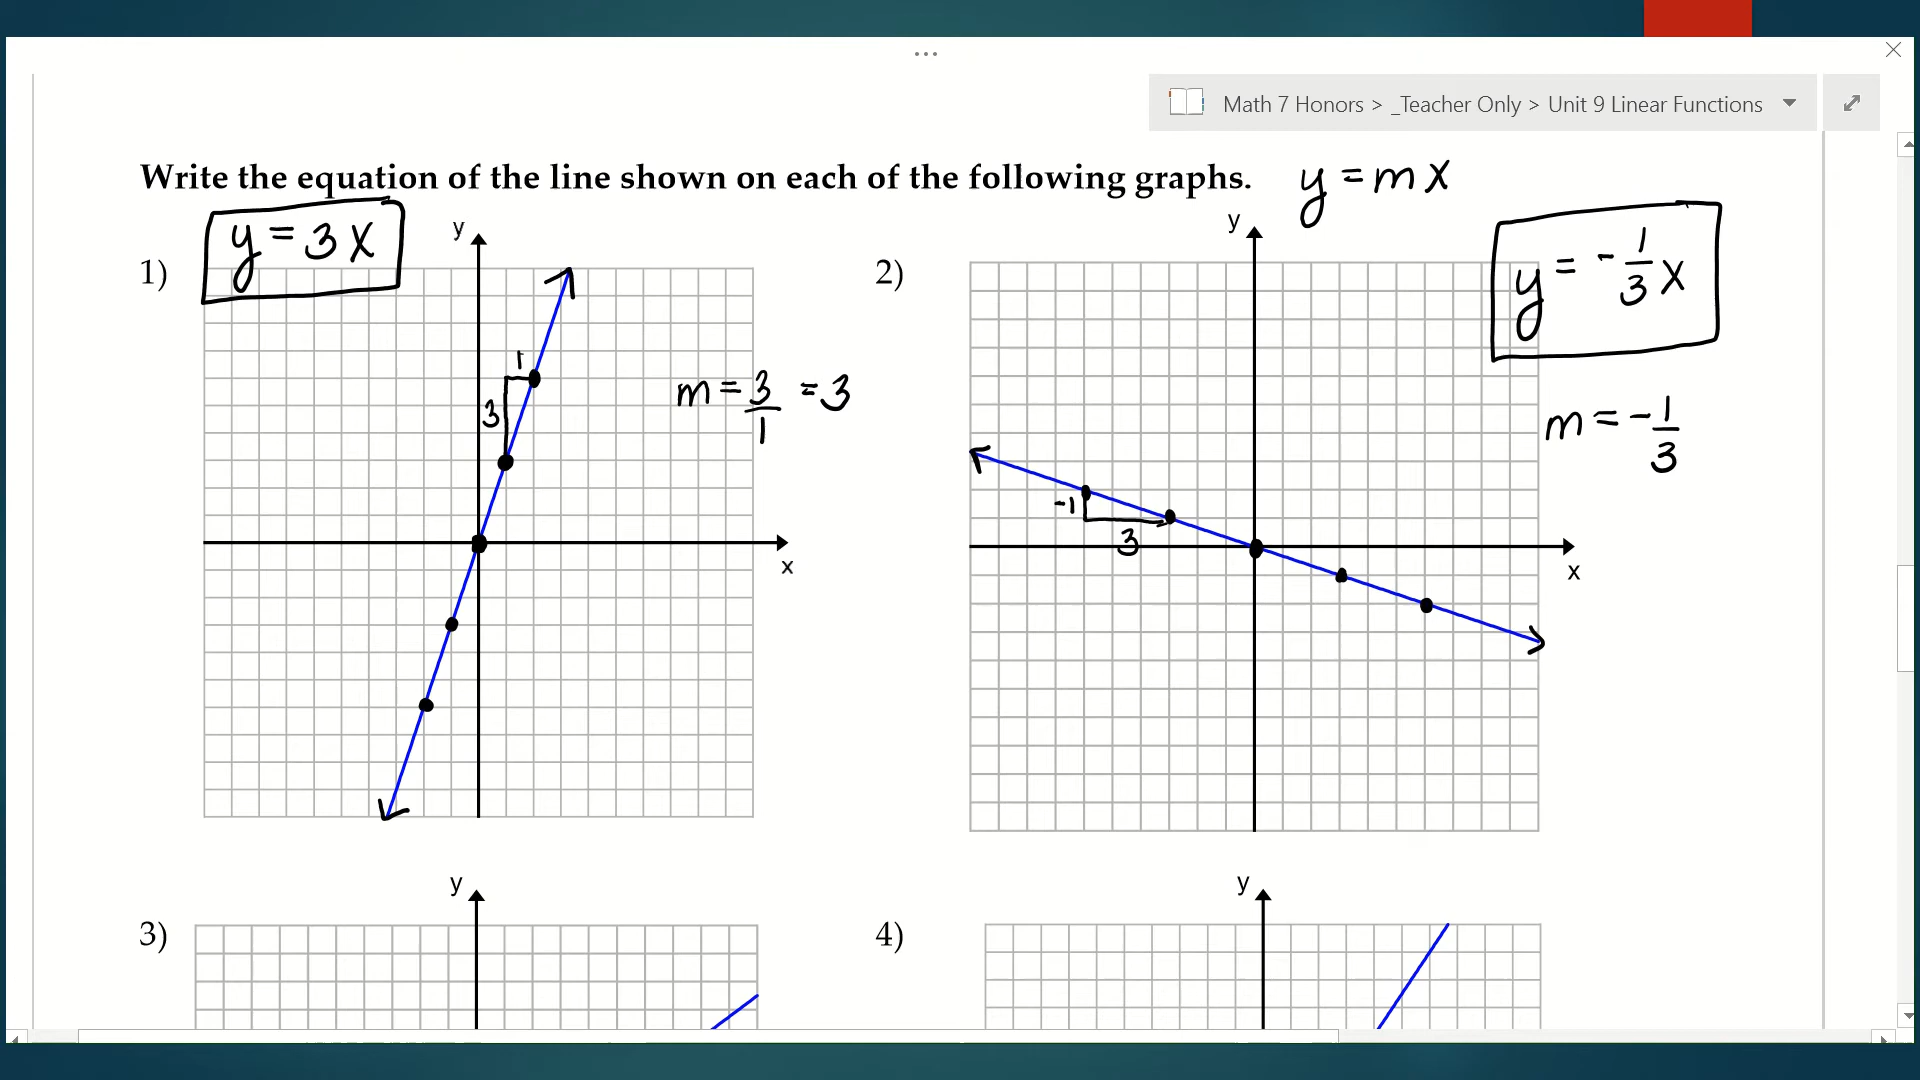 Math 7 Honors > _Teacher Only > Unit 9 Linear Functions
Write the equation of the line shown on each of the following graphs. y = mx
1) y = 3x
y
1
3
m = 3/1 = 3
x
2)
y
y = -1/3 x
m = -1/3
-1
3
x
3)
y
4)
y